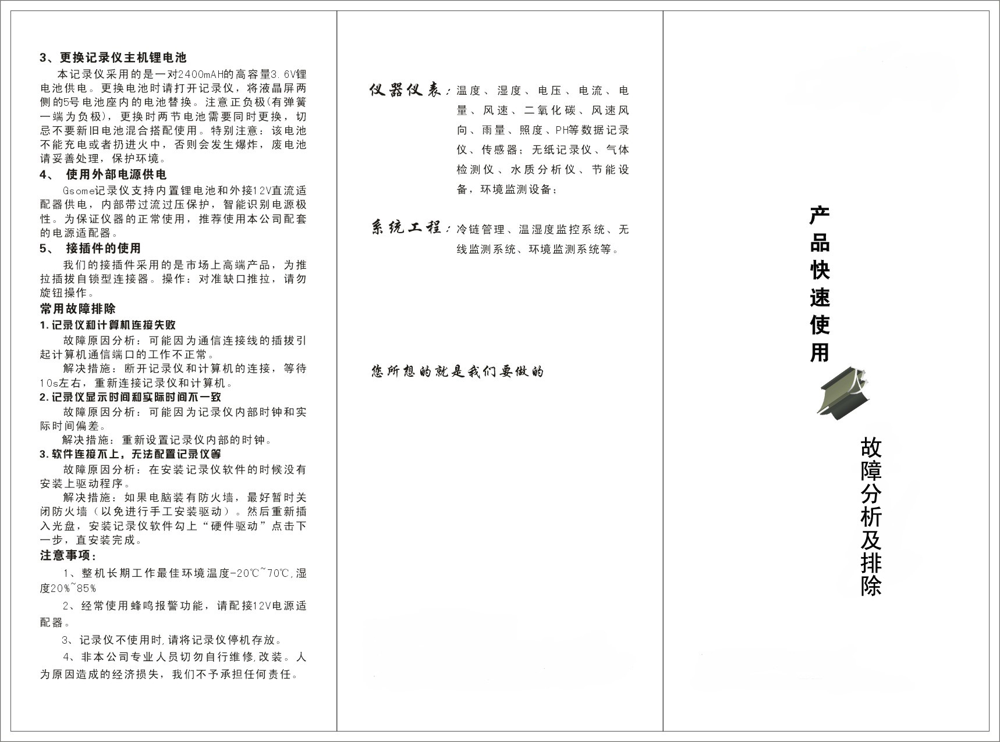 3、更换记录仪主机锂电池
本记录仪采用的是一对2400mAH的高容量3.6V锂
电池供电。更换电池时请打开记录仪，将液晶屏两
侧的5号电池座内的电池替换。注意正负极(有弹簧
一端为负极)，更换时两节电池需要同时更换，切
忌不要新旧电池混合搭配使用。特别注意：该电池
不能充电或者扔进火中，否则会发生爆炸，废电池
请妥善处理，保护环境。
4、 使用外部电源供电
Gsome记录仪支持内置锂电池和外接12V直流适
配器供电，内部带过流过压保护，智能识别电源极
性。为保证仪器的正常使用，推荐使用本公司配套
的电源适配器。
5、 接插件的使用
我们的接插件采用的是市场上高端产品，为推
拉插拔自锁型连接器。操作：对准缺口推拉，请勿
旋钮操作。
常用故障排除
1.记录仪和计算机连接失败
故障原因分析：可能因为通信连接线的插拔引
起计算机通信端口的工作不正常。
解决措施：断开记录仪和计算机的连接，等待
10s左右，重新连接记录仪和计算机。
2.记录仪显示时间和实际时间不一致
故障原因分析：可能因为记录仪内部时钟和实
际时间偏差。
解决措施：重新设置记录仪内部的时钟。
3.软件连接不上，无法配置记录仪等
故障原因分析：在安装记录仪软件的时候没有
安装上驱动程序。
解决措施：如果电脑装有防火墙，最好暂时关
闭防火墙（以免进行手工安装驱动）。然后重新插
入光盘，安装记录仪软件勾上“硬件驱动”点击下
一步，直安装完成。
注意事项：
1、整机长期工作最佳环境温度-20℃~70℃,湿
度20%~85%
2、经常使用蜂鸣报警功能，请配接12V电源适
配器。
3、记录仪不使用时,请将记录仪停机存放。
4、非本公司专业人员切勿自行维修,改装。人
为原因造成的经济损失，我们不予承担任何责任。
仪器仪表：温度、湿度、电压、电流、电
量、风速、二氧化碳、风速风
向、雨量、照度、PH等数据记录
仪、传感器；无纸记录仪、气体
检测仪、水质分析仪、节能设
备，环境监测设备；
系统工程：冷链管理、温湿度监控系统、无
线监测系统、环境监测系统等。
您所想的就是我们要做的
产品快速使用
故障分析及排除